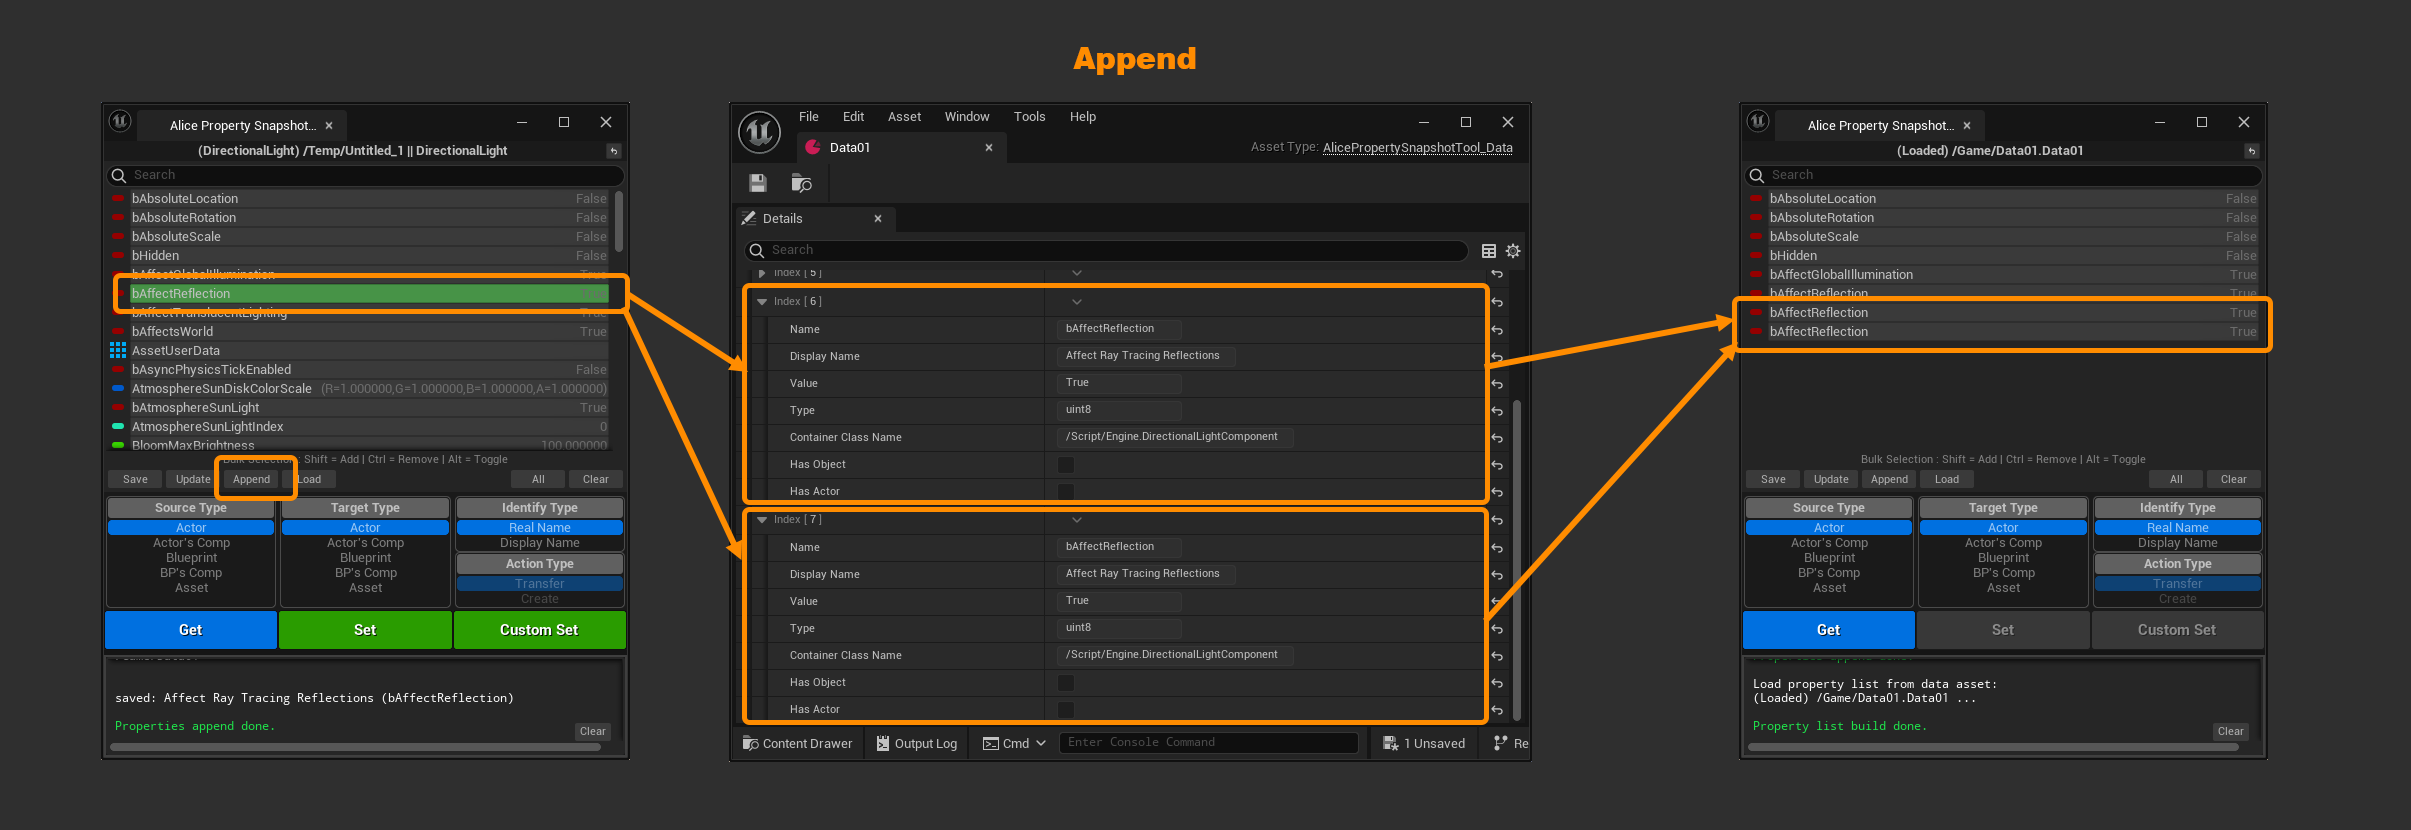 Append
Alice Property Snapshot...
(DirectionalLight) /Temp/Untitled_1 || DirectionalLight
Search
bAbsoluteLocation False
bAbsoluteRotation False
bAbsoluteScale False
bHidden False
bAffectGlobalIllumination True
bAffectReflection True
bAffectTranslucentLighting True
bAffectsWorld True
AssetUserData
bAsyncPhysicsTickEnabled False
AtmosphereSunDiskColorScale (R=1.000000,G=1.000000,B=1.000000,A=1.000000)
bAtmosphereSunLight True
AtmosphereSunLightIndex 0
BloomMaxBrightness 100.000000
Bulk Selection : Shift = Add | Ctrl = Remove | Alt = Toggle
Save Update Append Load All Clear
Source Type Target Type Identify Type
Actor Actor Real Name
Actor's Comp Actor's Comp Display Name
Blueprint Blueprint
BP's Comp BP's Comp Action Type
Asset Asset Transfer
Create
Get Set Custom Set
saved: Affect Ray Tracing Reflections (bAffectReflection)
Properties append done.
Clear
File Edit Asset Window Tools Help
Data01
Asset Type: AlicePropertySnapshotTool_Data
Details
Search
Index [ 5 ]
Index [ 6 ]
Name bAffectReflection
Display Name Affect Ray Tracing Reflections
Value True
Type uint8
Container Class Name /Script/Engine.DirectionalLightComponent
Has Object
Has Actor
Index [ 7 ]
Name bAffectReflection
Display Name Affect Ray Tracing Reflections
Value True
Type uint8
Container Class Name /Script/Engine.DirectionalLightComponent
Has Object
Has Actor
Content Drawer Output Log Cmd Enter Console Command 1 Unsaved Re
Alice Property Snapshot...
(Loaded) /Game/Data01.Data01
Search
bAbsoluteLocation False
bAbsoluteRotation False
bAbsoluteScale False
bHidden False
bAffectGlobalIllumination True
bAffectReflection True
bAffectReflection True
bAffectReflection True
Bulk Selection : Shift = Add | Ctrl = Remove | Alt = Toggle
Save Update Append Load All Clear
Source Type Target Type Identify Type
Actor Actor Real Name
Actor's Comp Actor's Comp Display Name
Blueprint Blueprint
BP's Comp BP's Comp Action Type
Asset Asset Transfer
Create
Get Set Custom Set
Load property list from data asset:
(Loaded) /Game/Data01.Data01 ...
Property list build done.
Clear